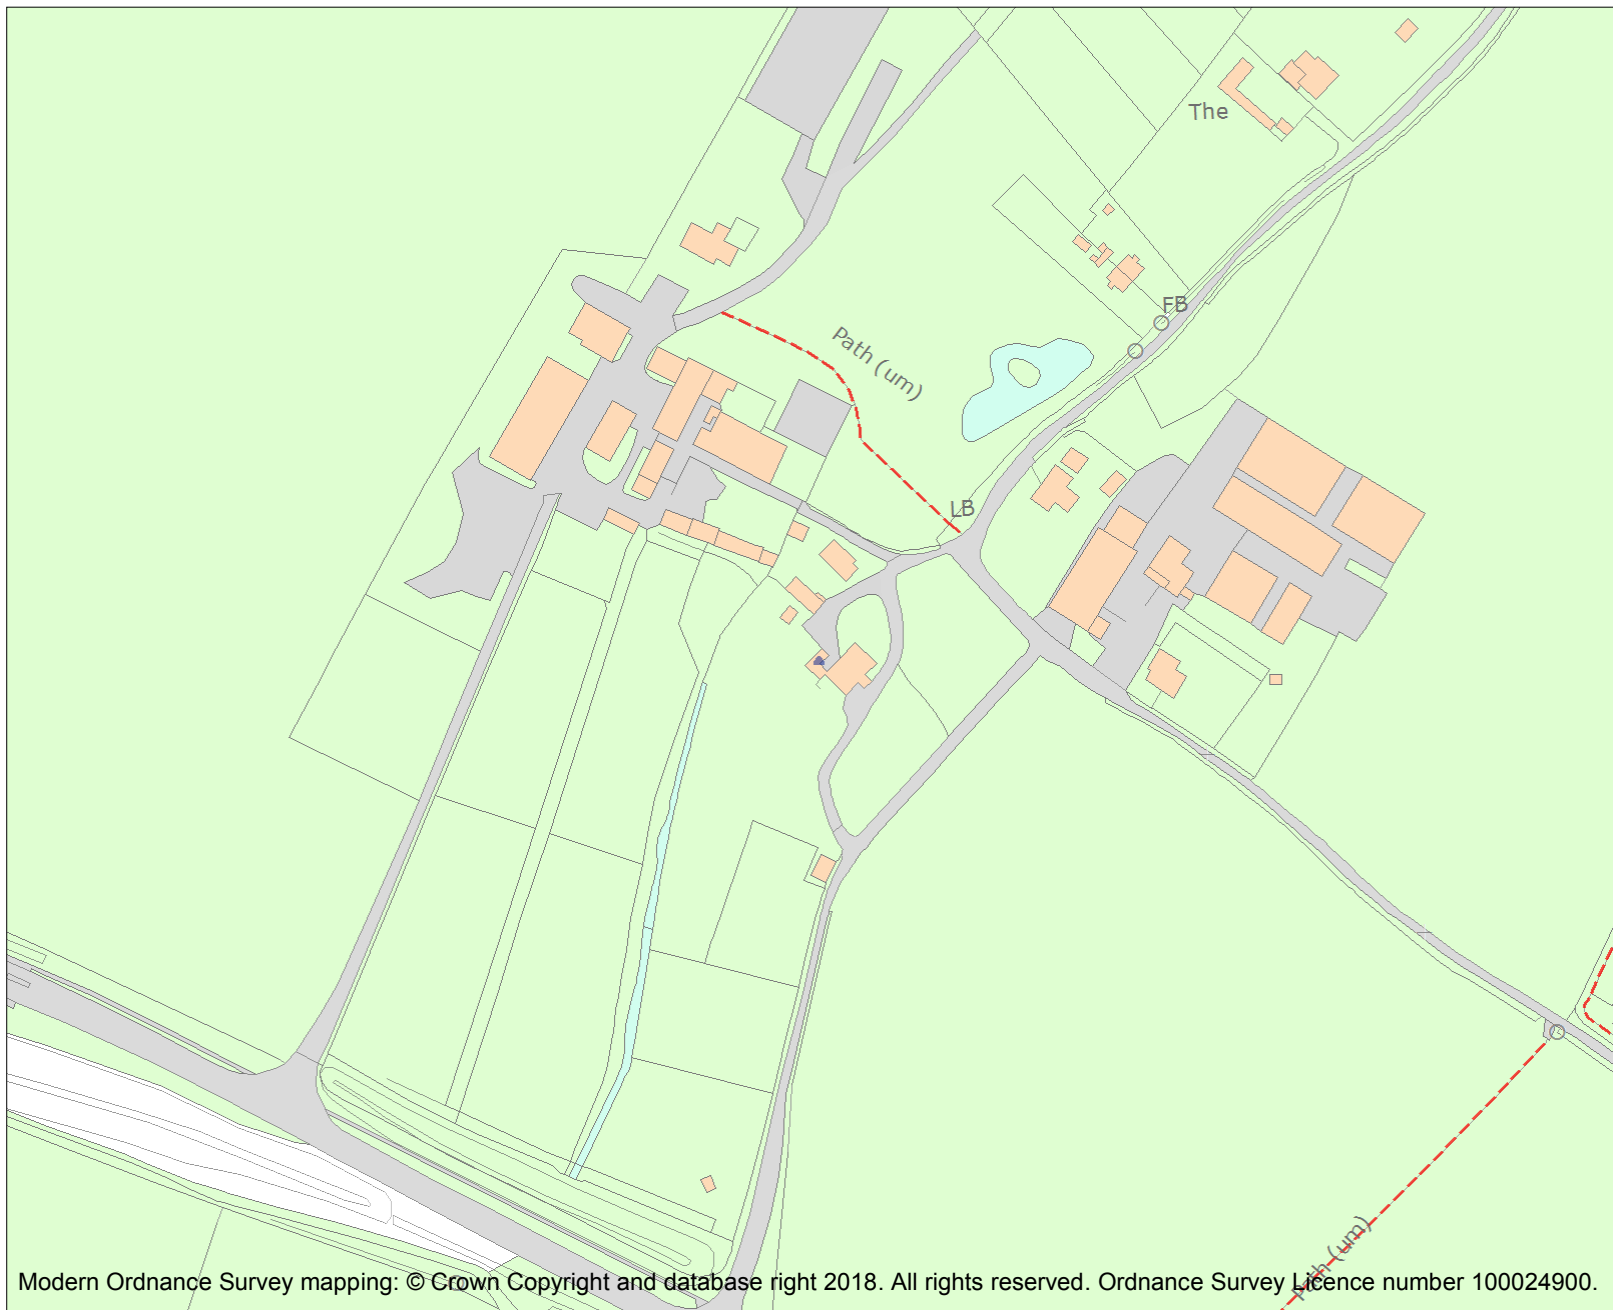 The
FB
Path (um)
LB
Path (um)
Modern Ordnance Survey mapping: © Crown Copyright and database right 2018. All rights reserved. Ordnance Survey Licence number 100024900.